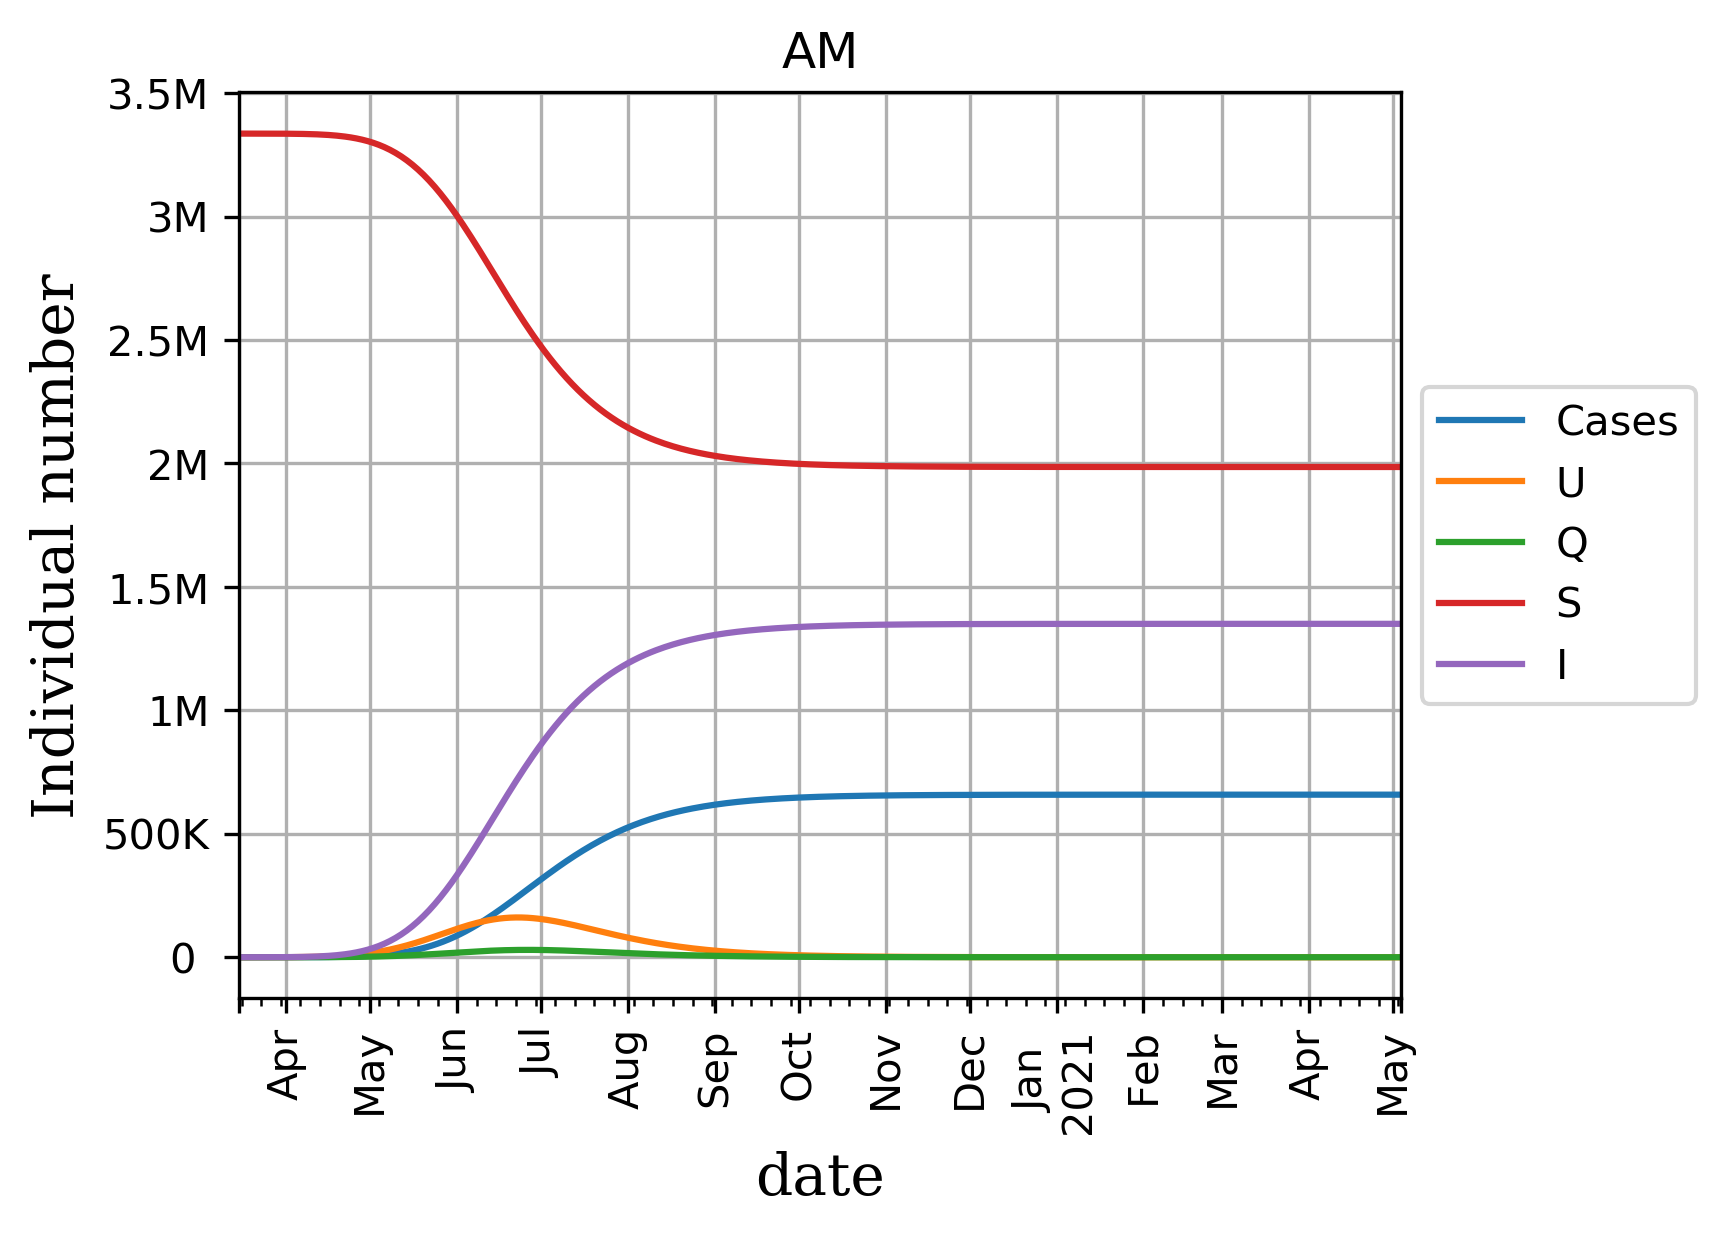 AM
3.5M
3M
2.5M
2M
1.5M
1M
500K
0
Individual number
Apr
May
Jun
Jul
Aug
Sep
Oct
Nov
Dec
Jan
2021
Feb
Mar
Apr
May
date
Cases
U
Q
S
I